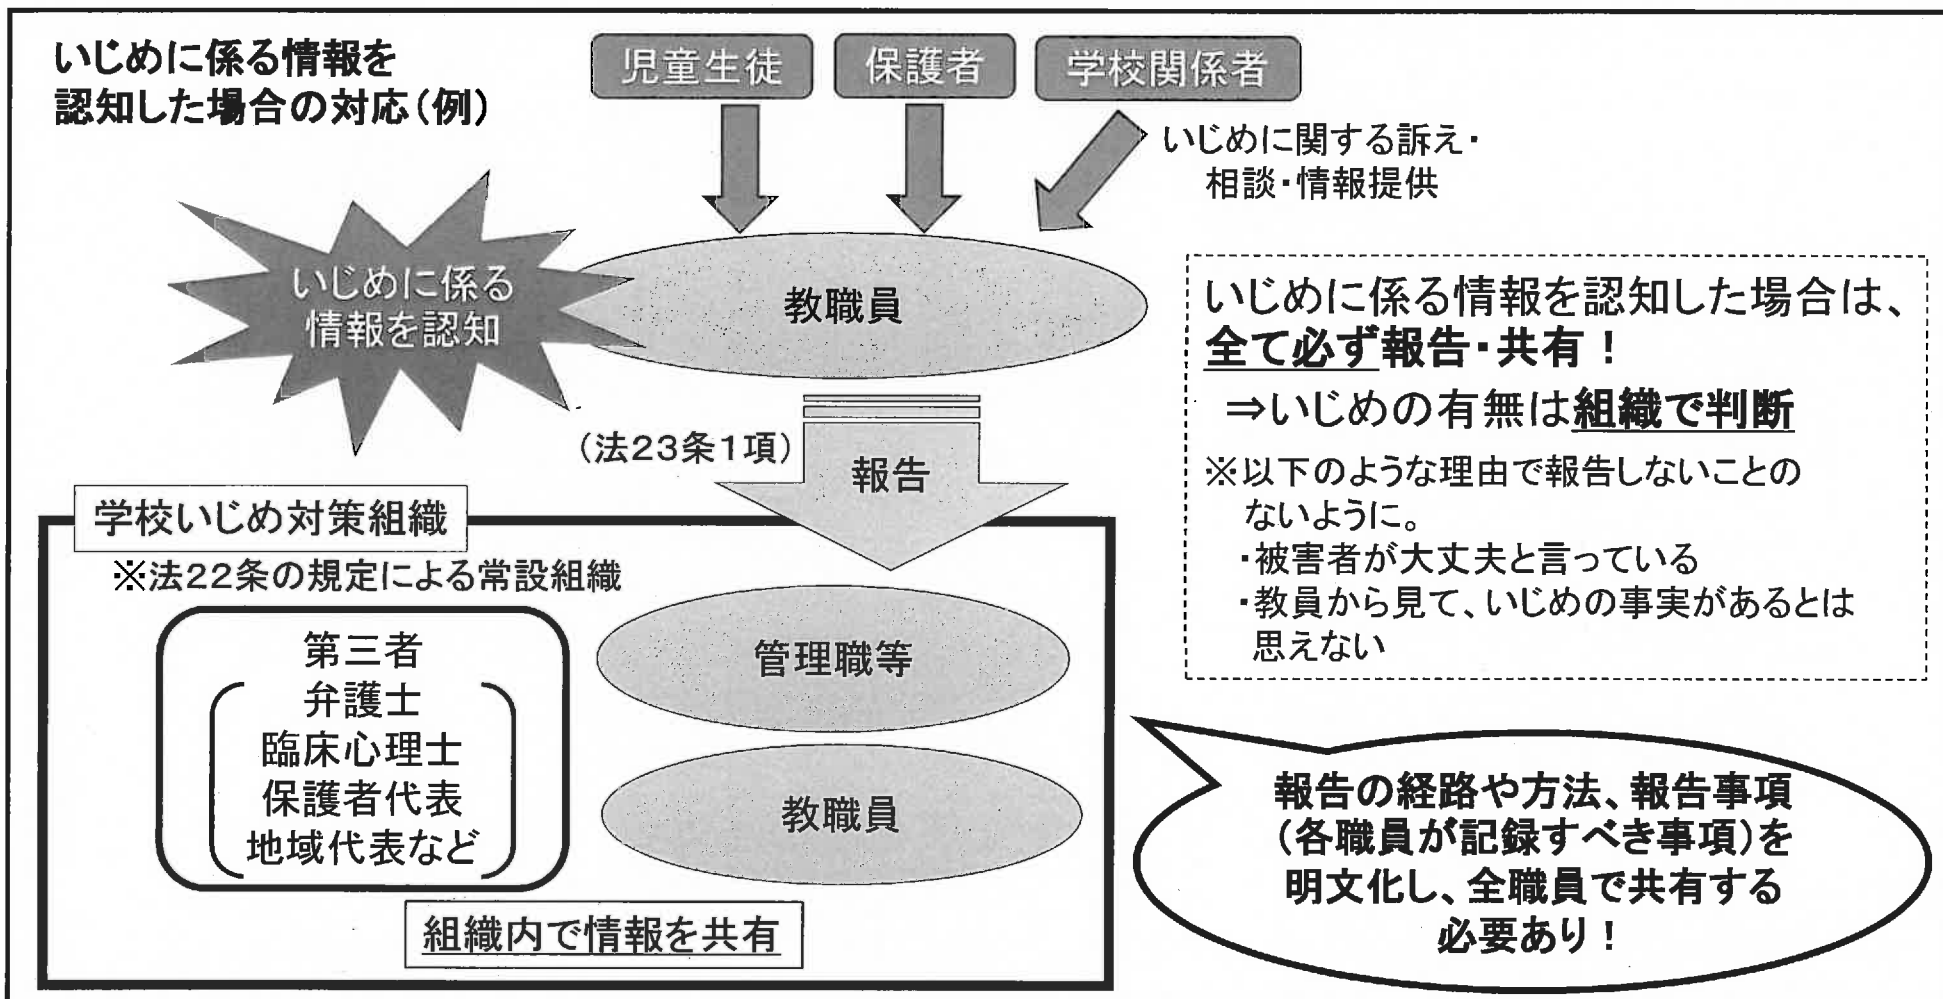 いじめに係る情報を
認知した場合の対応(例)
児童生徒
保護者
学校関係者
いじめに関する訴え・
相談・情報提供
いじめに係る
情報を認知
教職員
いじめに係る情報を認知した場合は、
全て必ず報告・共有！
⇒いじめの有無は組織で判断
※以下のような理由で報告しないことの
ないように。
・被害者が大丈夫と言っている
・教員から見て、いじめの事実があるとは
思えない
(法23条1項)
報告
学校いじめ対策組織
※法22条の規定による常設組織
第三者
弁護士
臨床心理士
保護者代表
地域代表など
管理職等
教職員
組織内で情報を共有
報告の経路や方法、報告事項
(各職員が記録すべき事項)を
明文化し、全職員で共有する
必要あり！